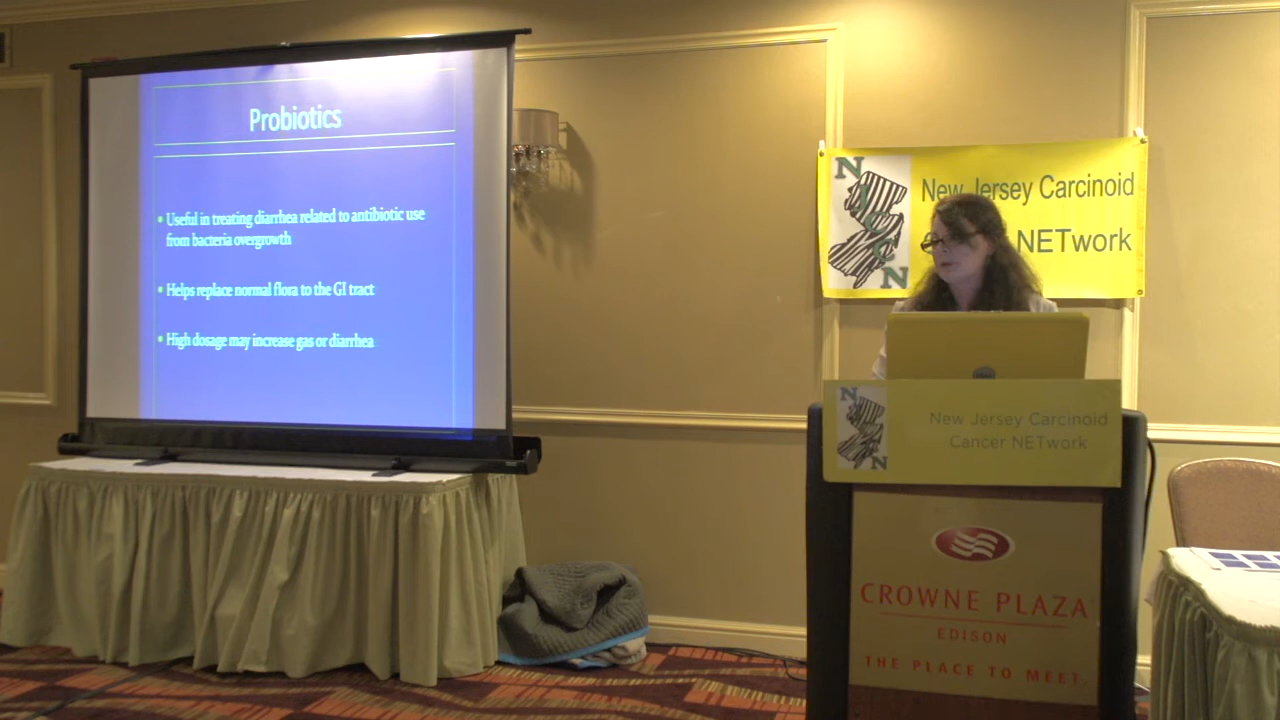 Probiotics
• Useful in treating diarrhea related to antibiotic use
from bacteria overgrowth
• Helps replace normal flora to the GI tract
• High dosage may increase gas or diarrhea
NJCCN
New Jersey Carcinoid
NETwork
N
N
New Jersey Carcinoid
Cancer NETwork
CROWNE PLAZA
EDISON
THE PLACE TO MEET.